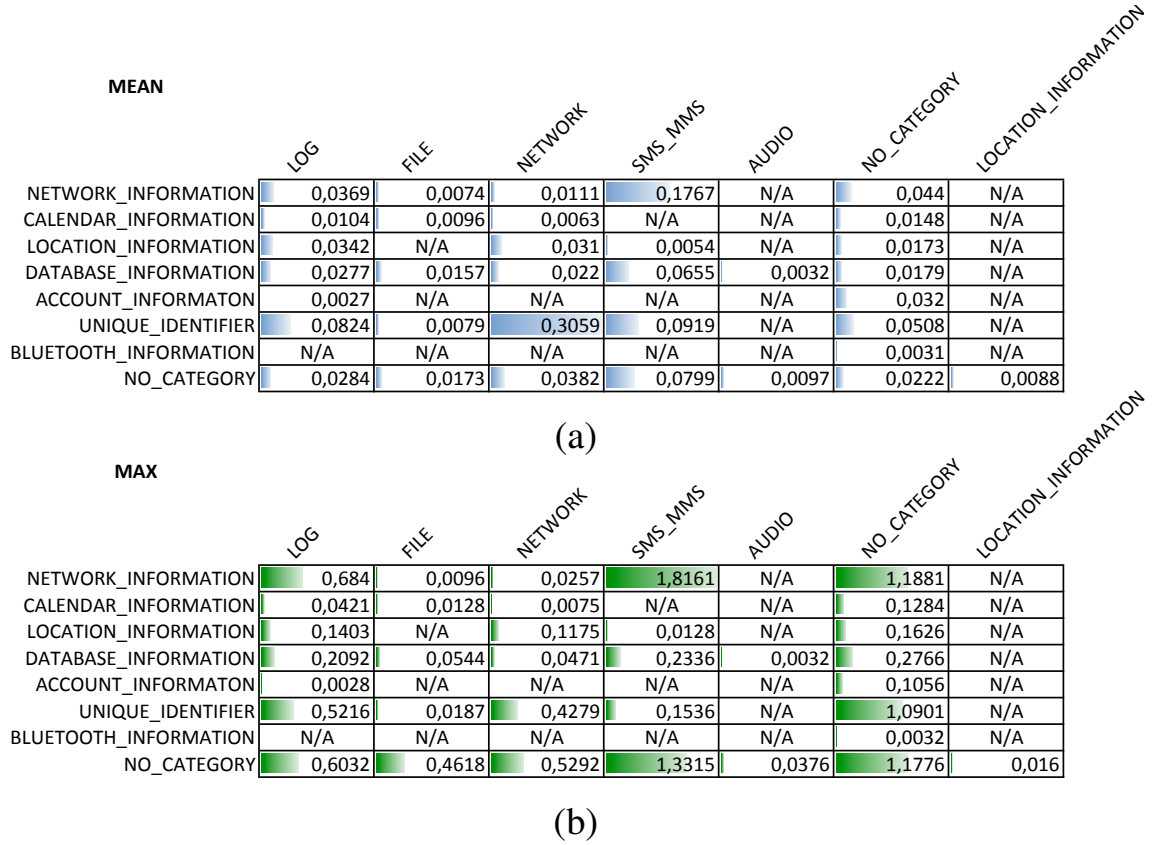 MEAN
LOG FILE NETWORK SMS_MMS AUDIO NO_CATEGORY LOCATION_INFORMATION
NETWORK_INFORMATION 0,0369 0,0074 0,0111 0,1767 N/A 0,044 N/A
CALENDAR_INFORMATION 0,0104 0,0096 0,0063 N/A N/A 0,0148 N/A
LOCATION_INFORMATION 0,0342 N/A 0,031 0,0054 N/A 0,0173 N/A
DATABASE_INFORMATION 0,0277 0,0157 0,022 0,0655 0,0032 0,0179 N/A
ACCOUNT_INFORMATON 0,0027 N/A N/A N/A N/A 0,032 N/A
UNIQUE_IDENTIFIER 0,0824 0,0079 0,3059 0,0919 N/A 0,0508 N/A
BLUETOOTH_INFORMATION N/A N/A N/A N/A N/A 0,0031 N/A
NO_CATEGORY 0,0284 0,0173 0,0382 0,0799 0,0097 0,0222 0,0088
(a)
MAX
LOG FILE NETWORK SMS_MMS AUDIO NO_CATEGORY LOCATION_INFORMATION
NETWORK_INFORMATION 0,684 0,0096 0,0257 1,8161 N/A 1,1881 N/A
CALENDAR_INFORMATION 0,0421 0,0128 0,0075 N/A N/A 0,1284 N/A
LOCATION_INFORMATION 0,1403 N/A 0,1175 0,0128 N/A 0,1626 N/A
DATABASE_INFORMATION 0,2092 0,0544 0,0471 0,2336 0,0032 0,2766 N/A
ACCOUNT_INFORMATON 0,0028 N/A N/A N/A N/A 0,1056 N/A
UNIQUE_IDENTIFIER 0,5216 0,0187 0,4279 0,1536 N/A 1,0901 N/A
BLUETOOTH_INFORMATION N/A N/A N/A N/A N/A 0,0032 N/A
NO_CATEGORY 0,6032 0,4618 0,5292 1,3315 0,0376 1,1776 0,016
(b)